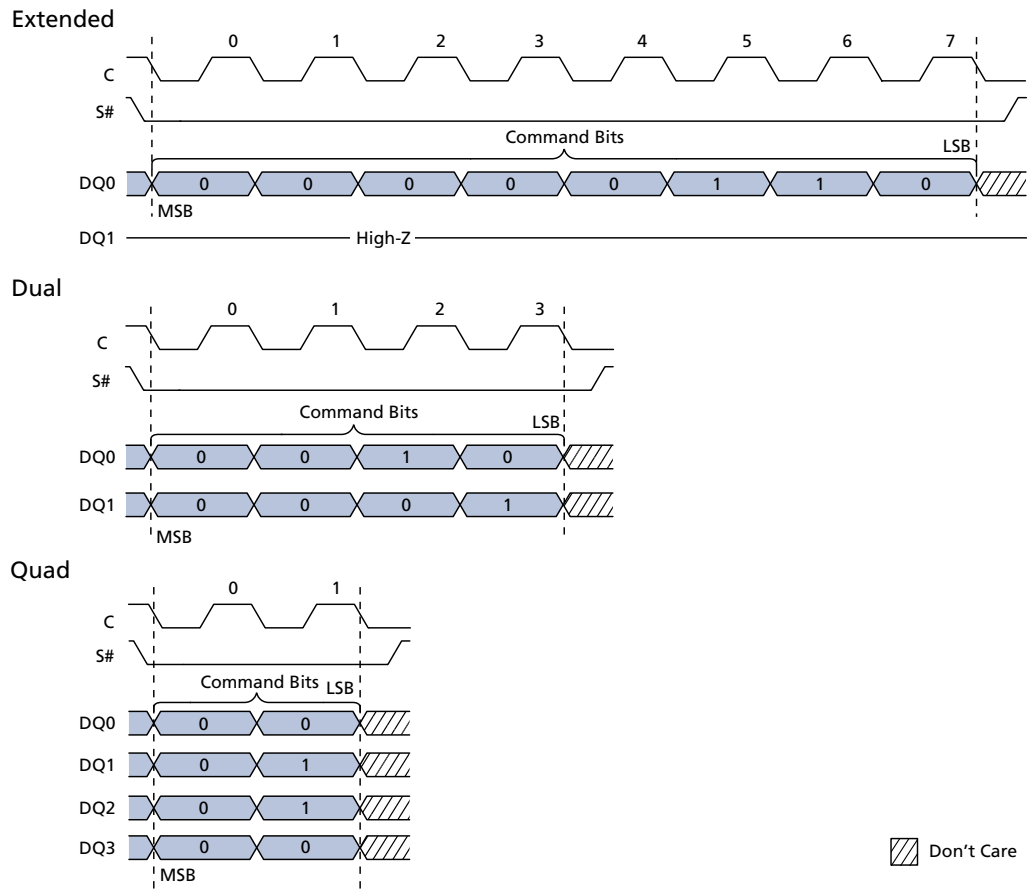 Extended
0 1 2 3 4 5 6 7
C
S#
Command Bits LSB
DQ0 0 0 0 0 0 1 1 0
MSB
DQ1 High-Z
Dual
0 1 2 3
C
S#
Command Bits LSB
DQ0 0 0 1 0
DQ1 0 0 0 1
MSB
Quad
0 1
C
S#
Command Bits LSB
DQ0 0 0
DQ1 0 1
DQ2 0 1
DQ3 0 0
MSB
Don't Care